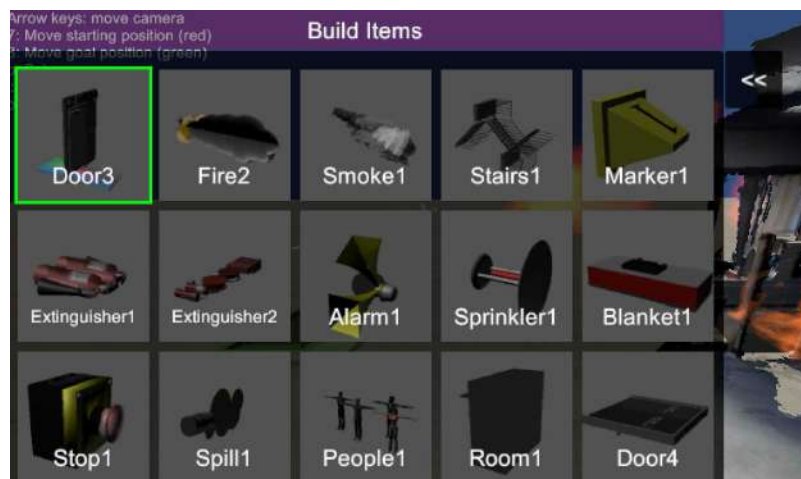 Arrow keys: move camera
7: Move starting position (red)
Build Items
: Move goal position (green)
<<
Door3
Fire2
Smoke1
Stairs1
Marker1
Extinguisher1
Extinguisher2
Alarm1
Sprinkler1
Blanket1
Stop1
Spill1
People1
Room1
Door4